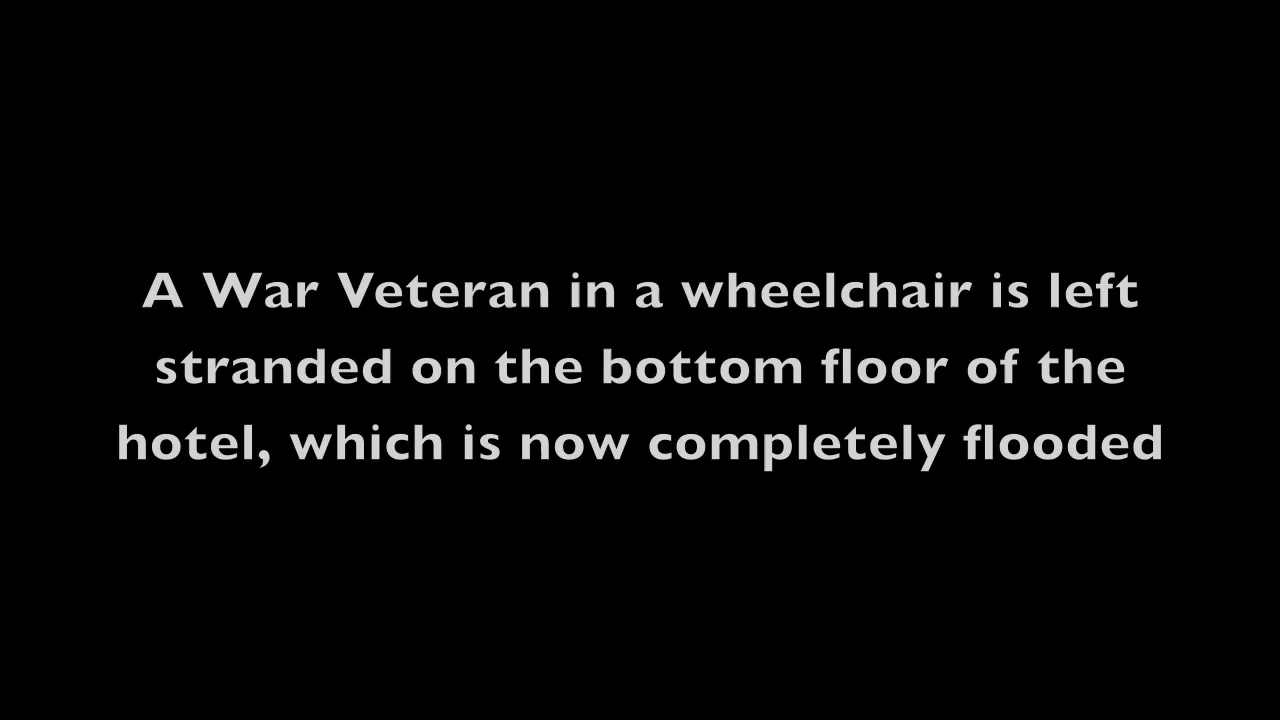 A War Veteran in a wheelchair is left
stranded on the bottom floor of the
hotel, which is now completely flooded